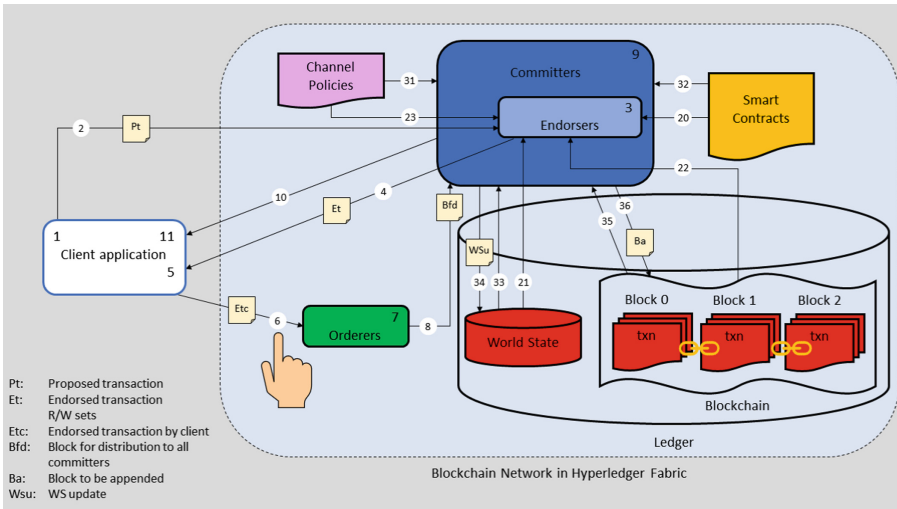 Channel
Policies
31
23
9
Committers
3
Endorsers
32
20
Smart
Contracts
2
Pt
22
10
4
Et
Bfd
35
36
Ba
1
11
Client application
5
WSu
34
33
21
Etc
6
7
Orderers
8
World State
Block 0
Block 1
Block 2
txn
txn
txn
Blockchain
Ledger
Blockchain Network in Hyperledger Fabric
Pt: Proposed transaction
Et: Endorsed transaction
R/W sets
Etc: Endorsed transaction by client
Bfd: Block for distribution to all
committers
Ba: Block to be appended
Wsu: WS update